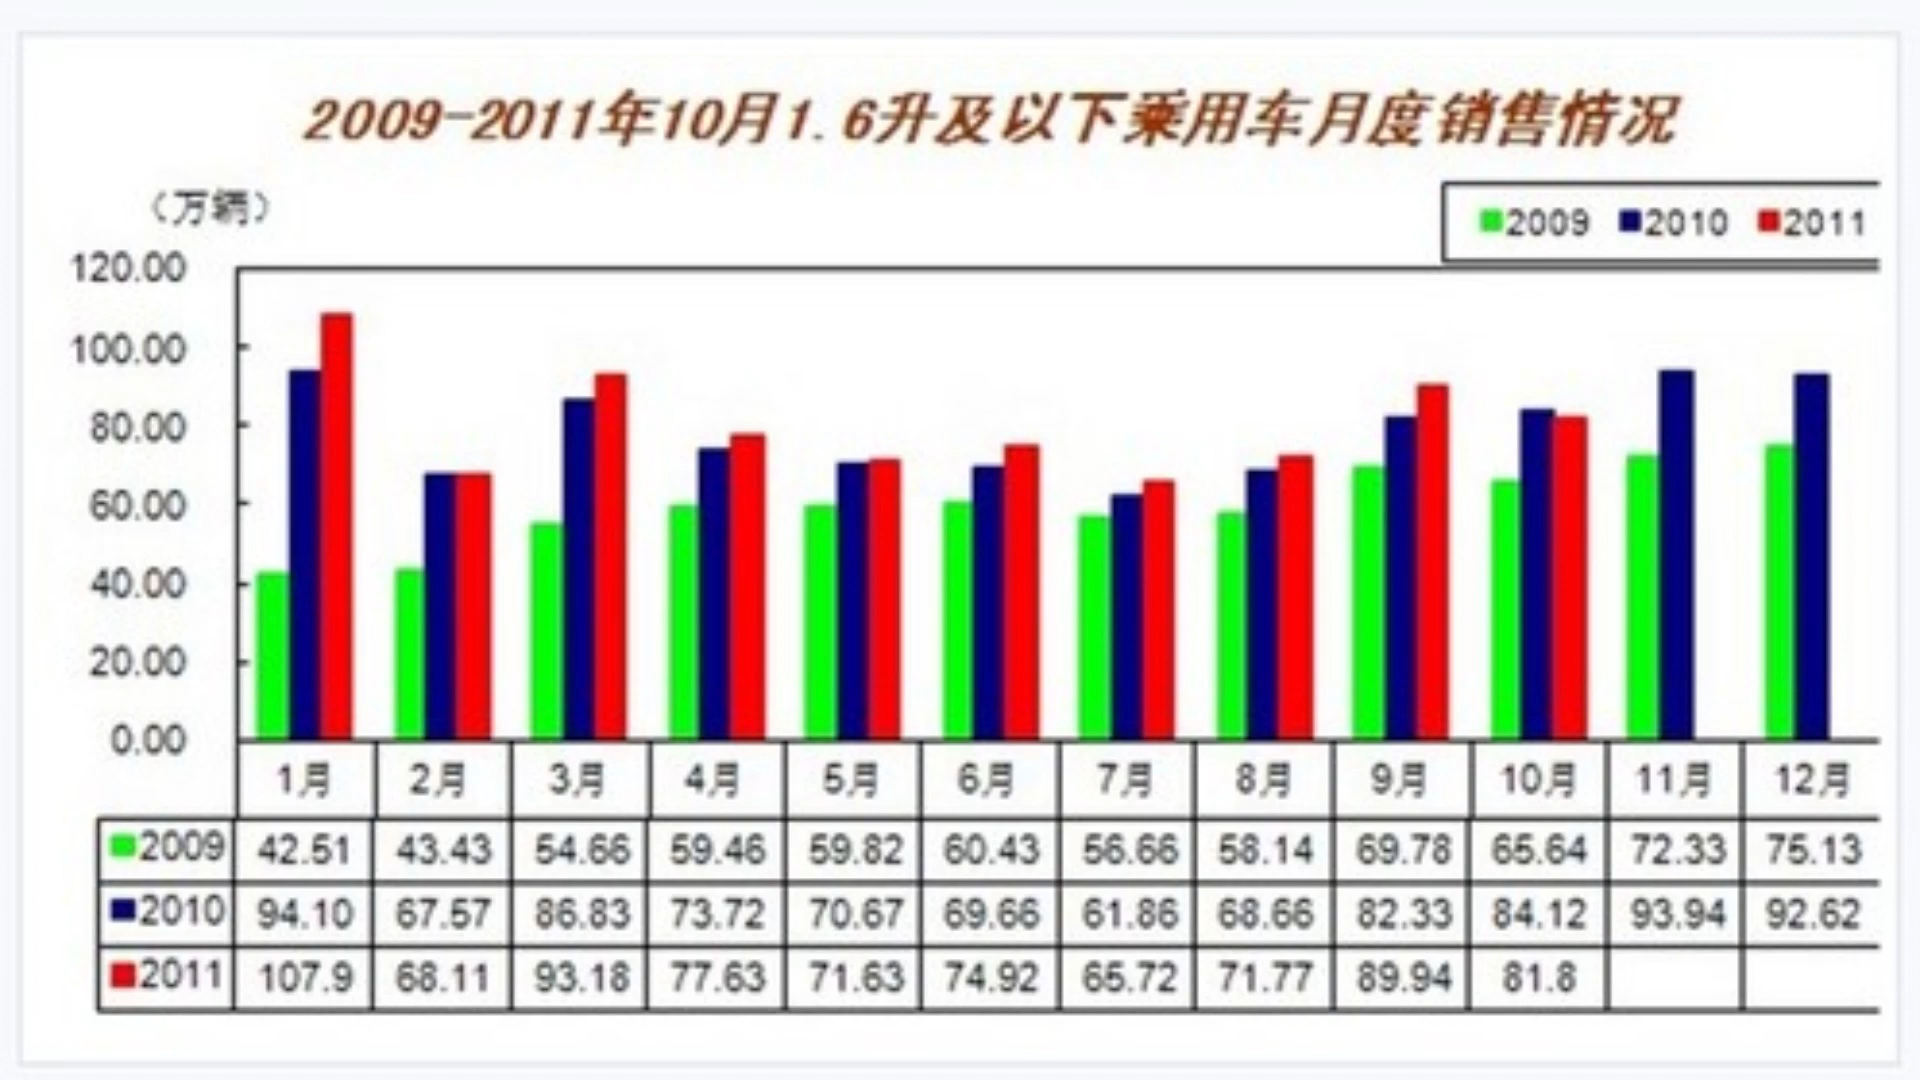 2009-2011年10月1.6升及以下乘用车月度销售情况
（万辆）
2009 2010 2011
120.00
100.00
80.00
60.00
40.00
20.00
0.00
1月 2月 3月 4月 5月 6月 7月 8月 9月 10月 11月 12月
2009 42.51 43.43 54.66 59.46 59.82 60.43 56.66 58.14 69.78 65.64 72.33 75.13
2010 94.10 67.57 86.83 73.72 70.67 69.66 61.86 68.66 82.33 84.12 93.94 92.62
2011 107.9 68.11 93.18 77.63 71.63 74.92 65.72 71.77 89.94 81.8